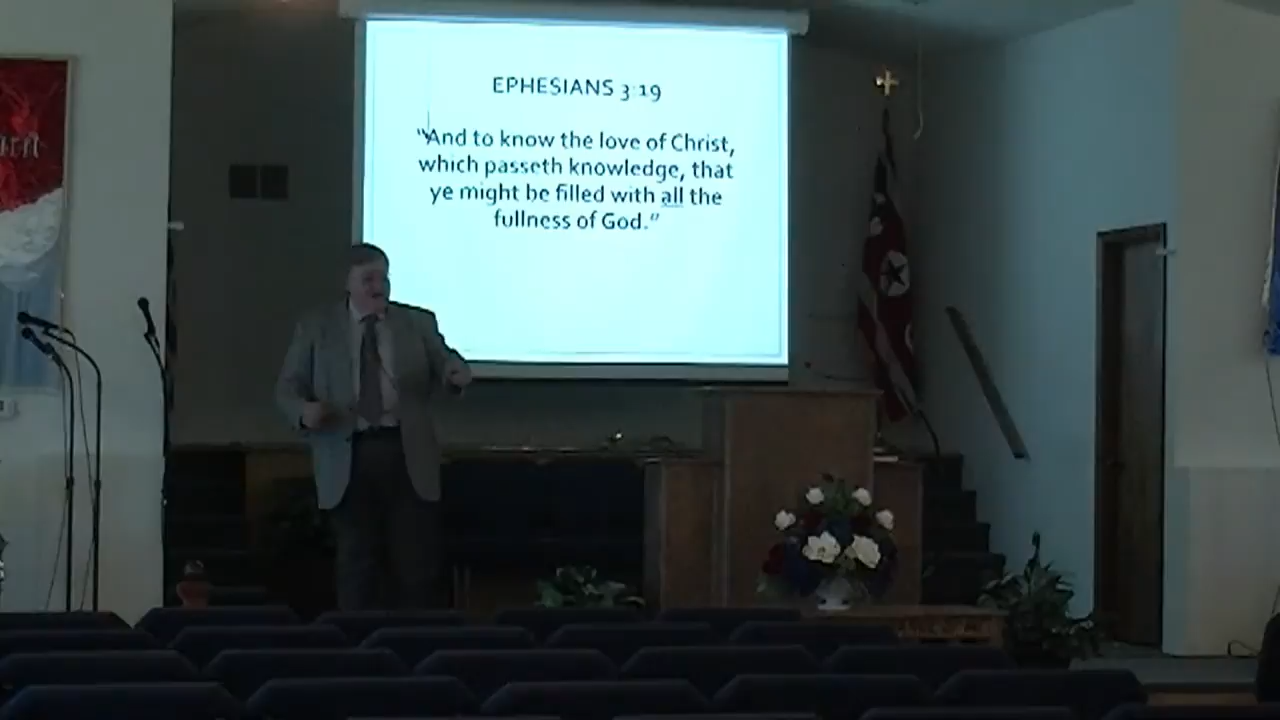 EPHESIANS 3:19
“And to know the love of Christ,
which passeth knowledge, that
ye might be filled with all the
fullness of God.”